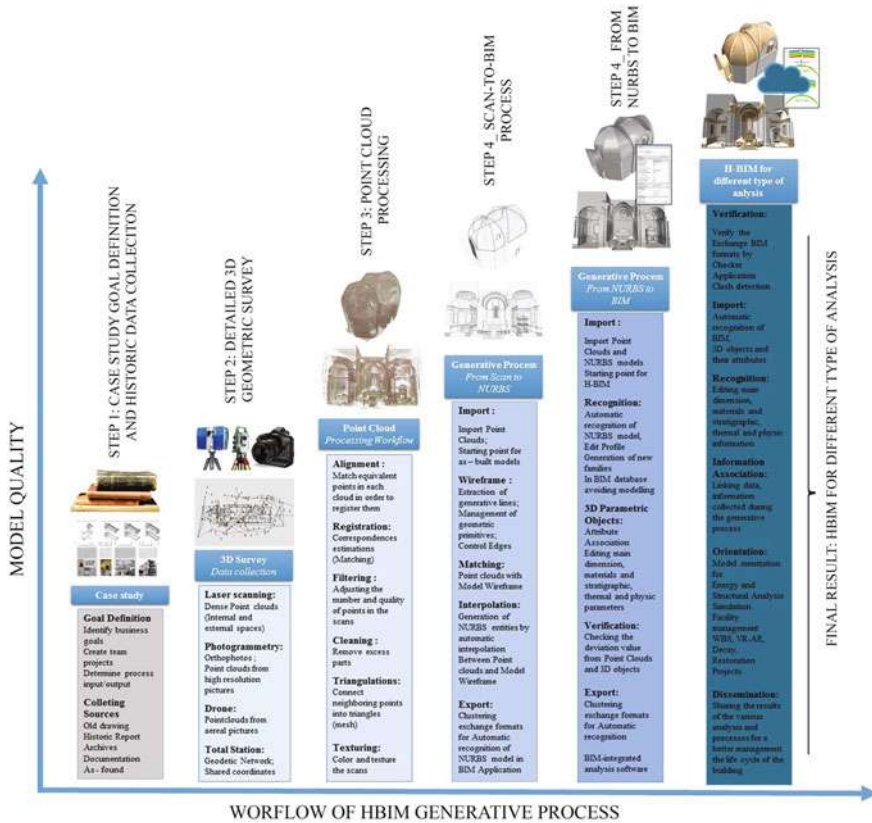 MODEL QUALITY
STEP 1: CASE STUDY GOAL DEFINITION
AND HISTORIC DATA COLLECITON
Case study
Goal Definition
Identify business
goals
Create team
projects
Determine process
input/output
Colleting
Sources
Old drawing
Historic Report
Archives
Documentation
As - found
STEP 2: DETAILED 3D
GEOMETRIC SURVEY
3D Survey
Data collection
Laser scanning:
Dense Point clouds
(Internal and
external spaces)
Photogrammetry:
Orthophotos ;
Point clouds from
high resolution
pictures
Drone:
Pointclouds from
aereal pictures
Total Station:
Geodetic Network;
Shared coordinates
STEP 3: POINT CLOUD
PROCESSING
Point Cloud
Processing Workflow
Alignment :
Match equivalent
points in each
cloud in order to
register them
Registration:
Correspondences
estimations
(Matching)
Filtering :
Adjusting the
number and quality
of points in the
scans
Cleaning :
Remove excess
parts
Triangulations:
Connect
neighboring points
into triangles
(mesh)
Texturing:
Color and texture
the scans
STEP 4_ SCAN-TO-BIM
PROCESS
Generative Process
From Scan to
NURBS
Import :
Import Point
Clouds;
Starting point for
as – built models
Wireframe :
Extraction of
generative lines;
Management of
geometric
primitives;
Control Edges
Matching:
Point clouds with
Model Wireframe
Interpolation:
Generation of
NURBS entities by
automatic
interpolation
Between Point
clouds and Model
Wireframe
Export:
Clustering
exchange formats
for Automatic
recognition of
NURBS model in
BIM Application
STEP 4_ FROM
NURBS TO BIM
Generative Process
From NURBS to
BIM
Import :
Import Point
Clouds and
NURBS models
Starting point for
H-BIM
Recognition:
Automatic
recognition of
NURBS model,
Edit Profile
Generation of new
families
In BIM database
avoiding modelling
3D Parametric
Objects:
Attribute
Association
Editing main
dimension,
materials and
stratigraphic,
thermal and physic
parameters
Verification:
Checking the
deviation value
from Point Clouds
and 3D objects
Export:
Clustering
exchange formats
for Automatic
recognition
BIM-integrated
analysis software
H-BIM for
different type of
anlysis
Verification:
Verify the
Exchange BIM
formats by
Checker
Application
Clash detection
Import:
Automatic
recognition of
BIM,
3D objects and
their attributes
Recognition:
Editing main
dimension,
materials and
stratigraphic,
thermal and physic
information
Information
Association:
Linking data,
information
collected during
the generative
process
Orientation:
Model orientation
for
Energy and
Structural Analysis
Simulation,
Facility
management
WBS, VR-AR,
Decay,
Restoration
Projects
Dissemination:
Sharing the results
of the various
analysis and
processes for a
better management
the life cycle of the
building
FINAL RESULT: HBIM FOR DIFFERENT TYPE OF ANALYSIS
WORFLOW OF HBIM GENERATIVE PROCESS